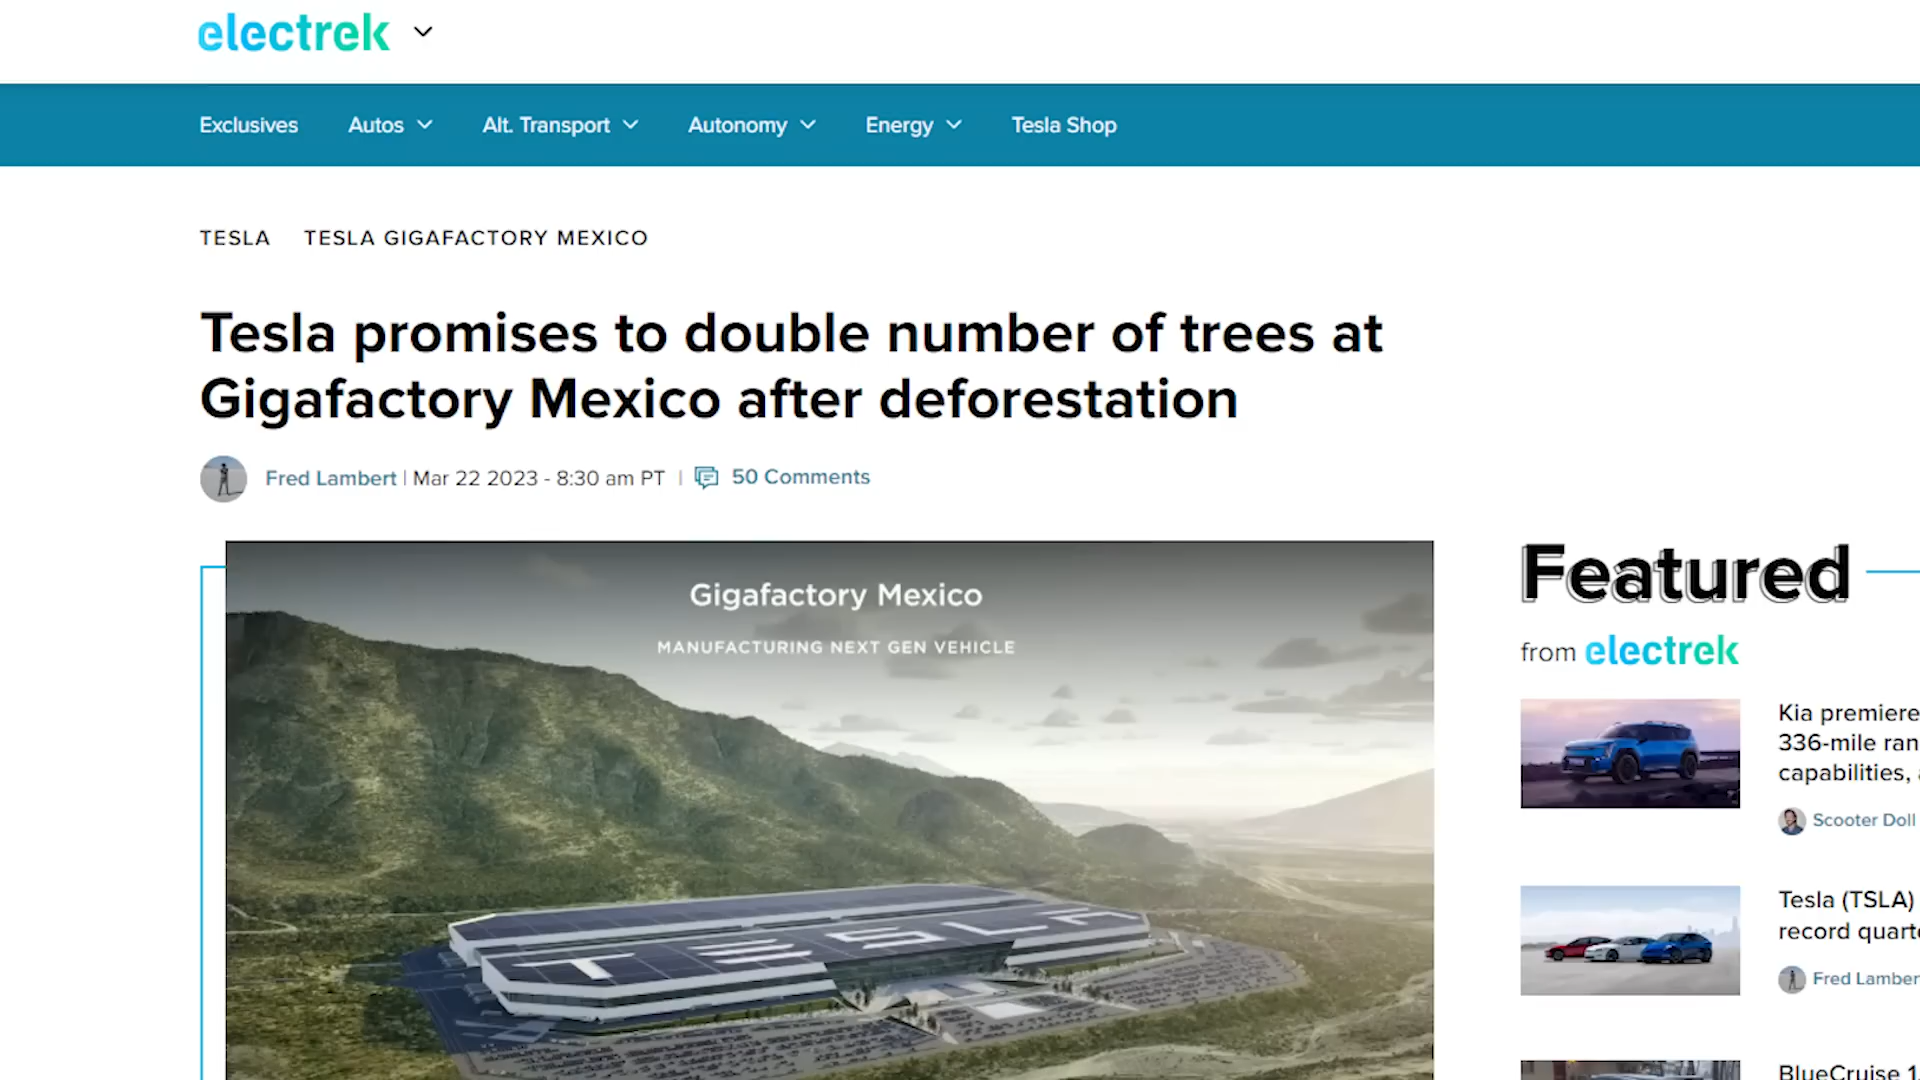 electrek
Exclusives Autos Alt. Transport Autonomy Energy Tesla Shop
TESLA TESLA GIGAFACTORY MEXICO
Tesla promises to double number of trees at
Gigafactory Mexico after deforestation
Fred Lambert | Mar 22 2023 - 8:30 am PT | 50 Comments
Gigafactory Mexico
MANUFACTURING NEXT GEN VEHICLE
TESLA
Featured
from electrek
Kia premiere
336-mile ran
capabilities,
Scooter Doll
Tesla (TSLA)
record quart
Fred Lamber
BlueCruise 1